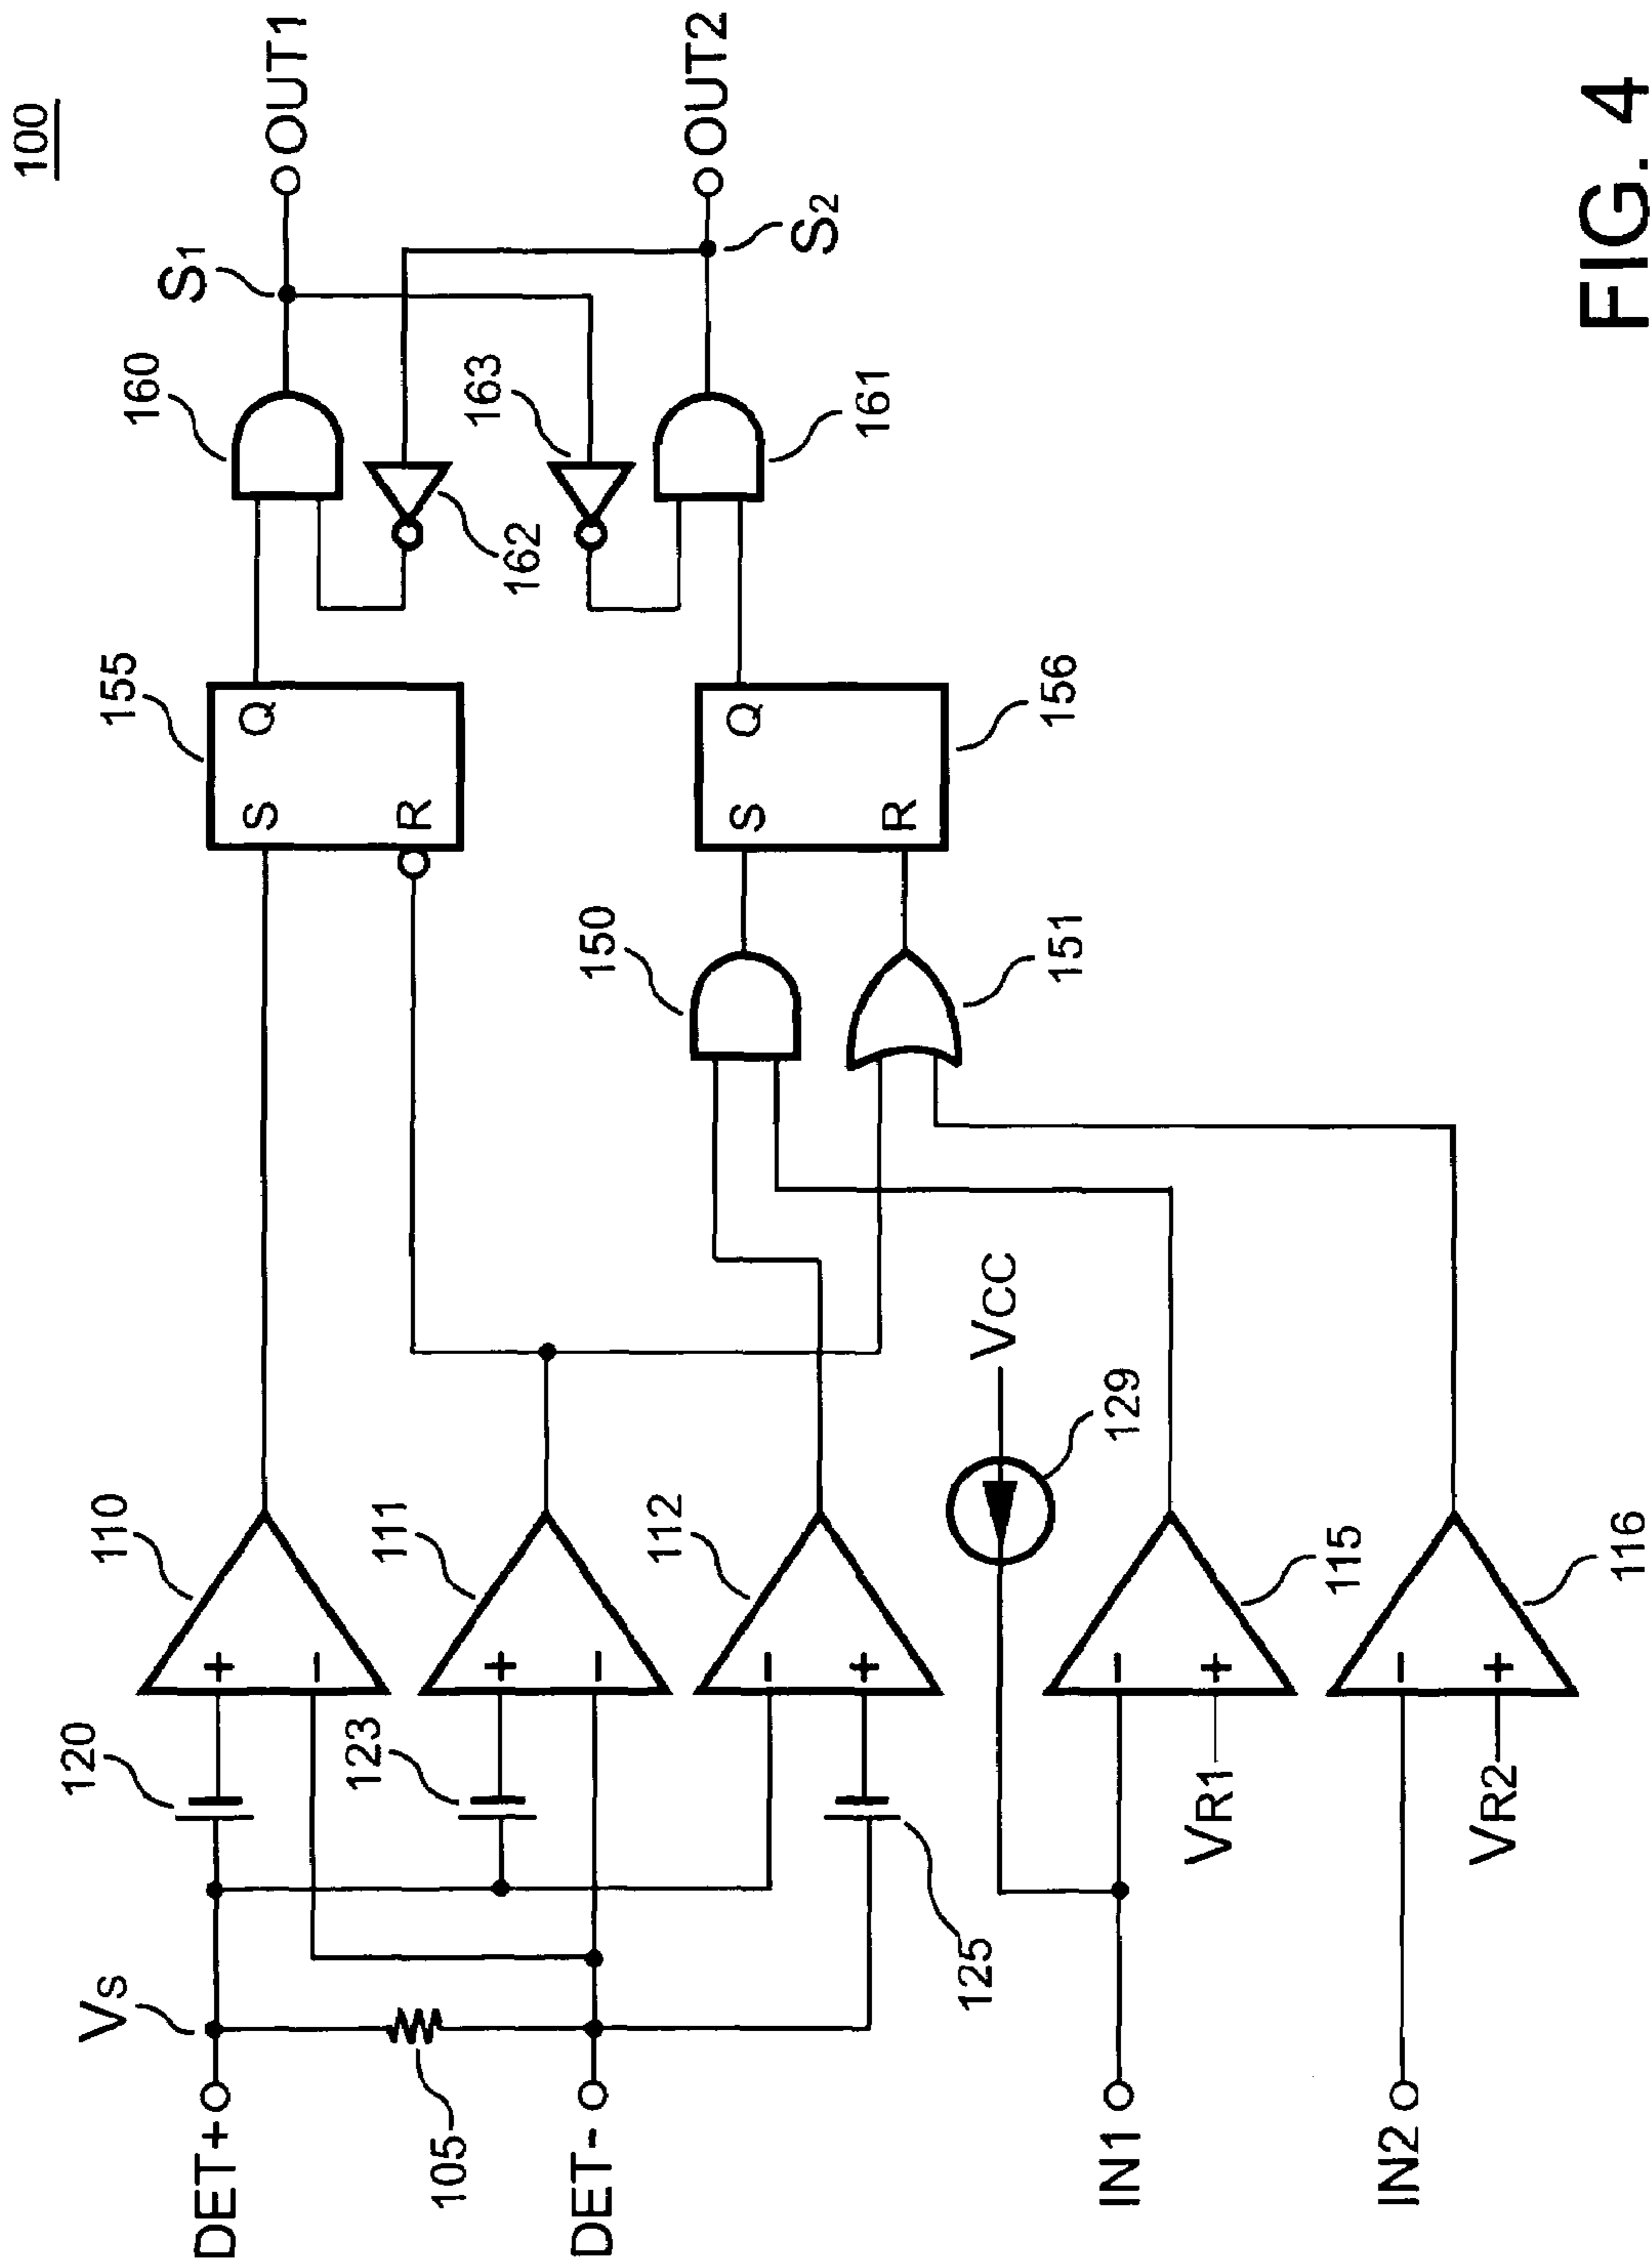 100
DET+
VS
105
DET-
120
123
125
+
-
110
+
-
111
-
+
112
VCC
129
IN1
VR1
-
+
115
IN2
VR2
-
+
116
150
151
S
Q
R
155
S
Q
R
156
160
162
163
161
S1
S2
OUT1
OUT2
FIG. 4